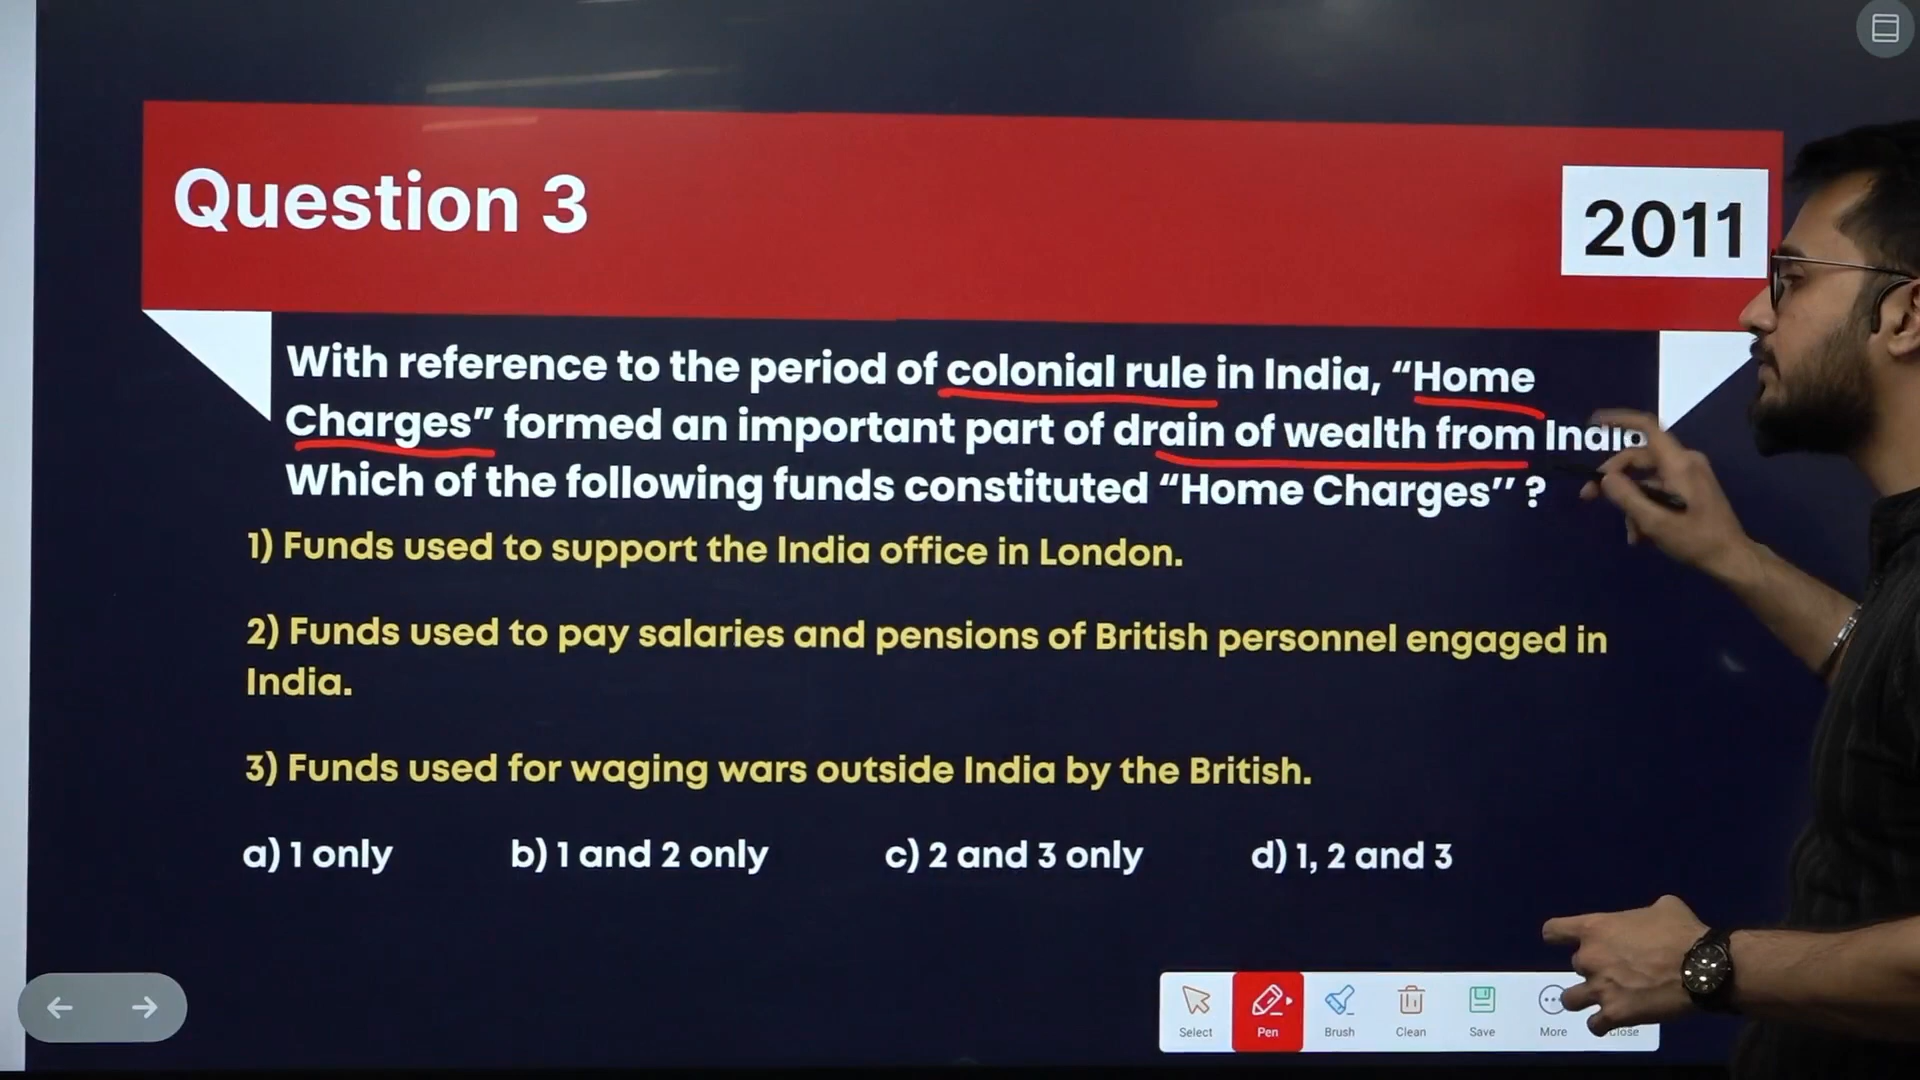 Question 3
2011
With reference to the period of colonial rule in India, “Home
Charges” formed an important part of drain of wealth from India
Which of the following funds constituted “Home Charges’’ ?
1) Funds used to support the India office in London.
2) Funds used to pay salaries and pensions of British personnel engaged in
India.
3) Funds used for waging wars outside India by the British.
a) 1 only b) 1 and 2 only c) 2 and 3 only d) 1, 2 and 3
Select Pen Brush Clean Save More Close